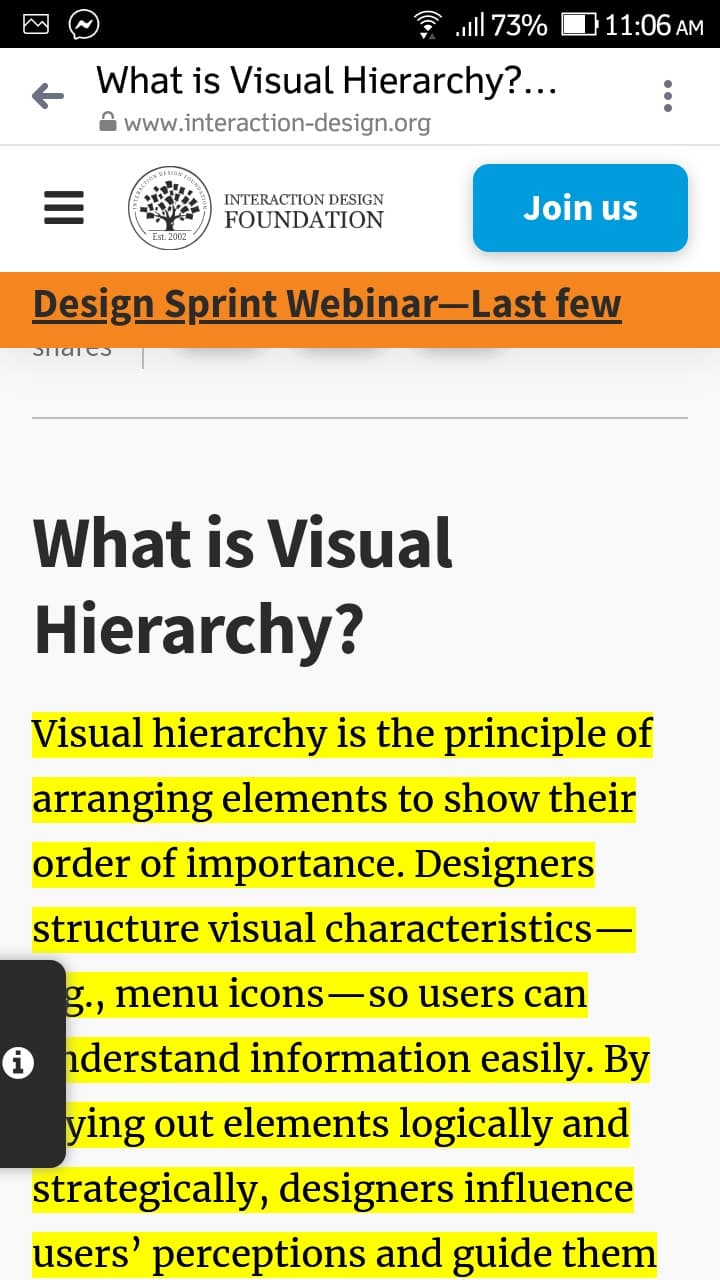 73% 11:06 AM
What is Visual Hierarchy?...
www.interaction-design.org
INTERACTION DESIGN FOUNDATION
Est. 2002
INTERACTION DESIGN
FOUNDATION
Join us
Design Sprint Webinar—Last few
shares
What is Visual
Hierarchy?
Visual hierarchy is the principle of
arranging elements to show their
order of importance. Designers
structure visual characteristics—
g., menu icons—so users can
nderstand information easily. By
ying out elements logically and
strategically, designers influence
users’ perceptions and guide them